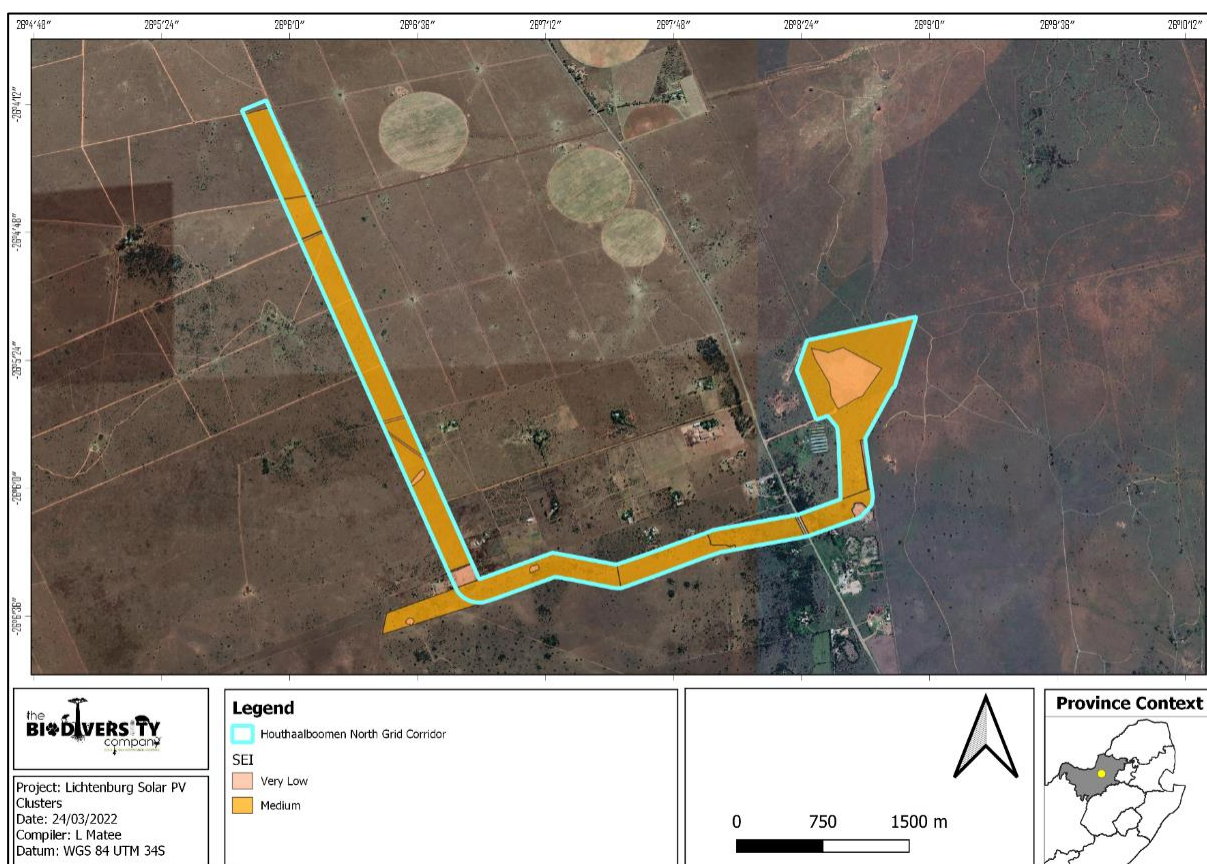 26°4'48" 26°5'24" 26°6'0" 26°6'36" 26°7'12" 26°7'48" 26°8'24" 26°9'0" 26°9'36" 26°10'12"
-26°4'12"
-26°4'48"
-26°5'24"
-26°6'0"
-26°6'36"
the
BIODIVERSITY
company
Project: Lichtenburg Solar PV
Clusters
Date: 24/03/2022
Compiler: L Matee
Datum: WGS 84 UTM 34S
Legend
Houthaalboomen North Grid Corridor
SEI
Very Low
Medium
0 750 1500 m
Province Context